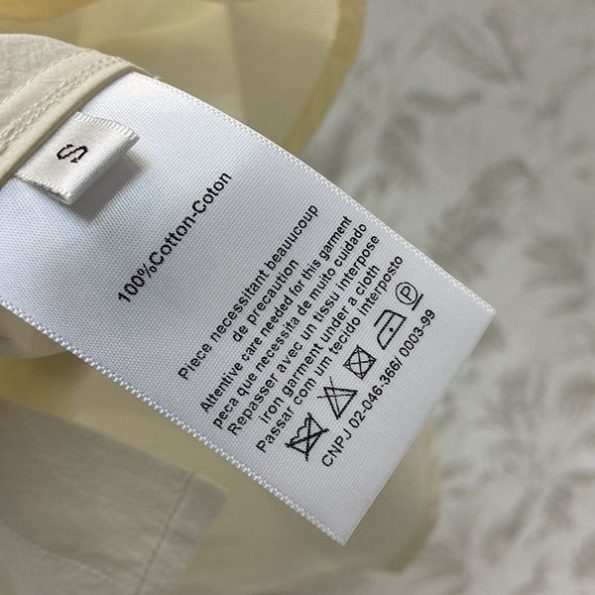 S
100%Cotton-Coton
Piece necessitant beauucoup
de precaution
Attentive care needed for this garment
peca que necessita de muito cuidado
Repasser avec un tissu interpose
iron garment under a cloth
Passar com um tecido interposto
P
CNPJ 02-046-366/ 0003-99